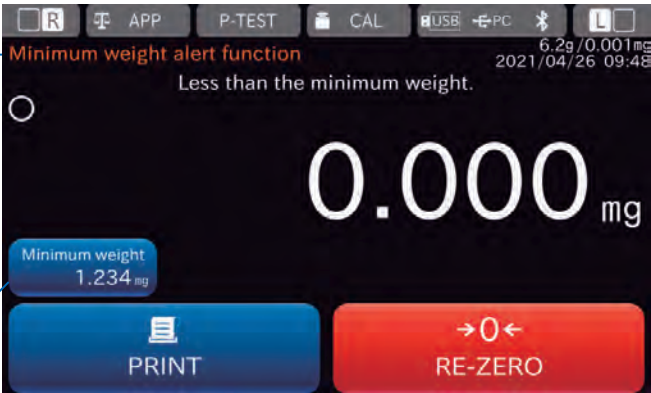 R APP P-TEST CAL USB PC L
Minimum weight alert function
6.2g/0.001mg
2021/04/26 09:48
Less than the minimum weight.
0.000 mg
Minimum weight
1.234 mg
PRINT
→0←
RE-ZERO